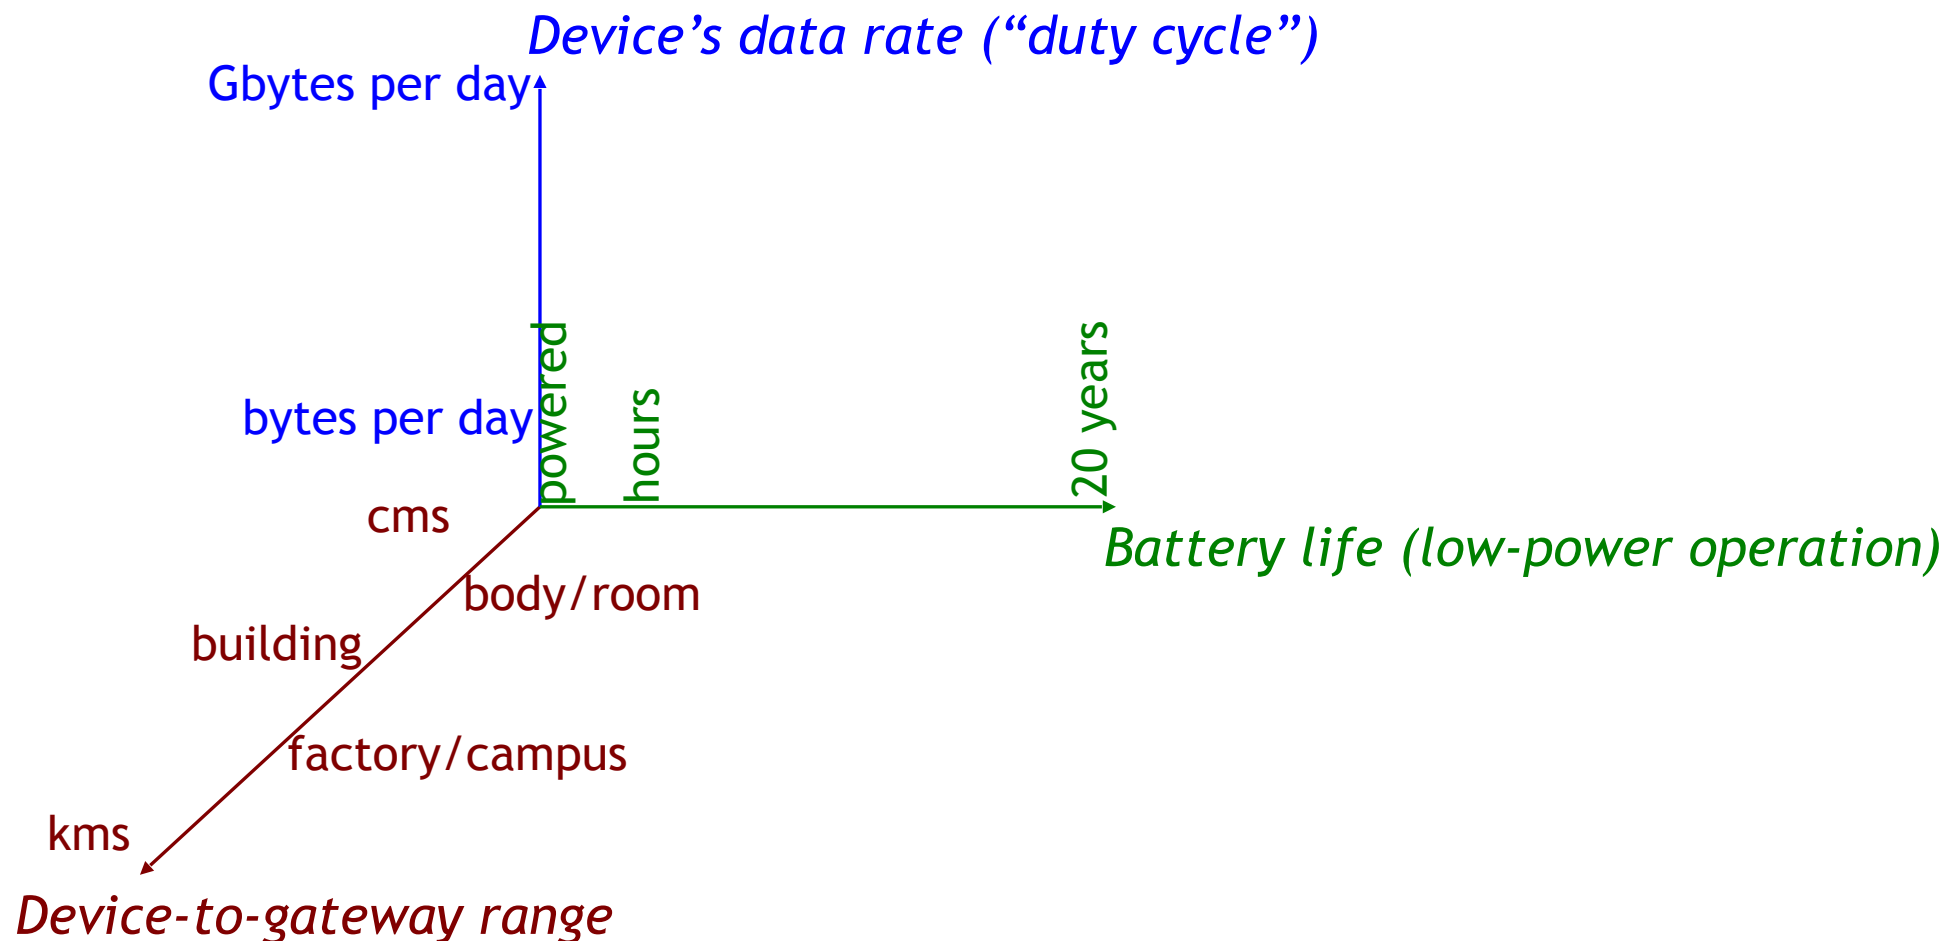 Device’s data rate (“duty cycle”)
Gbytes per day
powered
hours
20 years
bytes per day
cms
Battery life (low-power operation)
body/room
building
factory/campus
kms
Device-to-gateway range